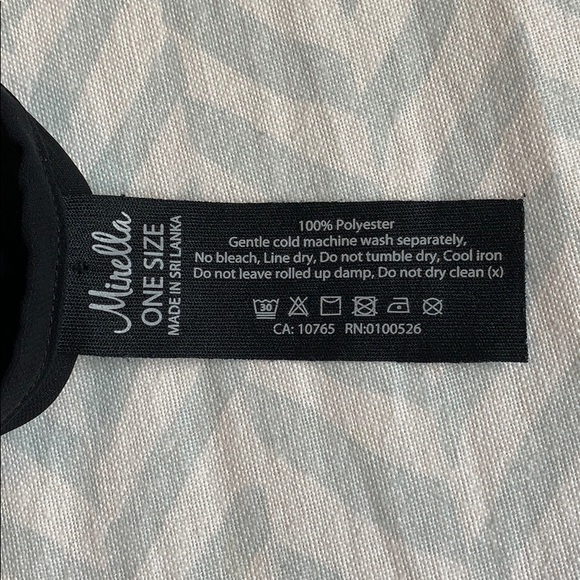 Mirella
ONE SIZE
MADE IN SRI LANKA
100% Polyester
Gentle cold machine wash separately,
No bleach, Line dry, Do not tumble dry, Cool iron
Do not leave rolled up damp, Do not dry clean (x)
30
CA: 10765 RN:0100526